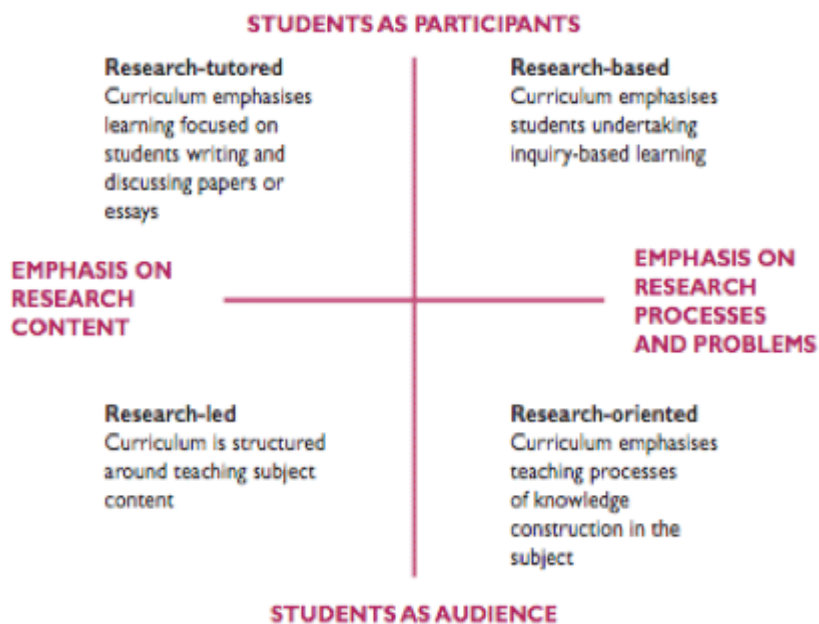 STUDENTS AS PARTICIPANTS
Research-tutored
Curriculum emphasises
learning focused on
students writing and
discussing papers or
essays
Research-based
Curriculum emphasises
students undertaking
inquiry-based learning
EMPHASIS ON
RESEARCH
CONTENT
EMPHASIS ON
RESEARCH
PROCESSES
AND PROBLEMS
Research-led
Curriculum is structured
around teaching subject
content
Research-oriented
Curriculum emphasises
teaching processes
of knowledge
construction in the
subject
STUDENTS AS AUDIENCE